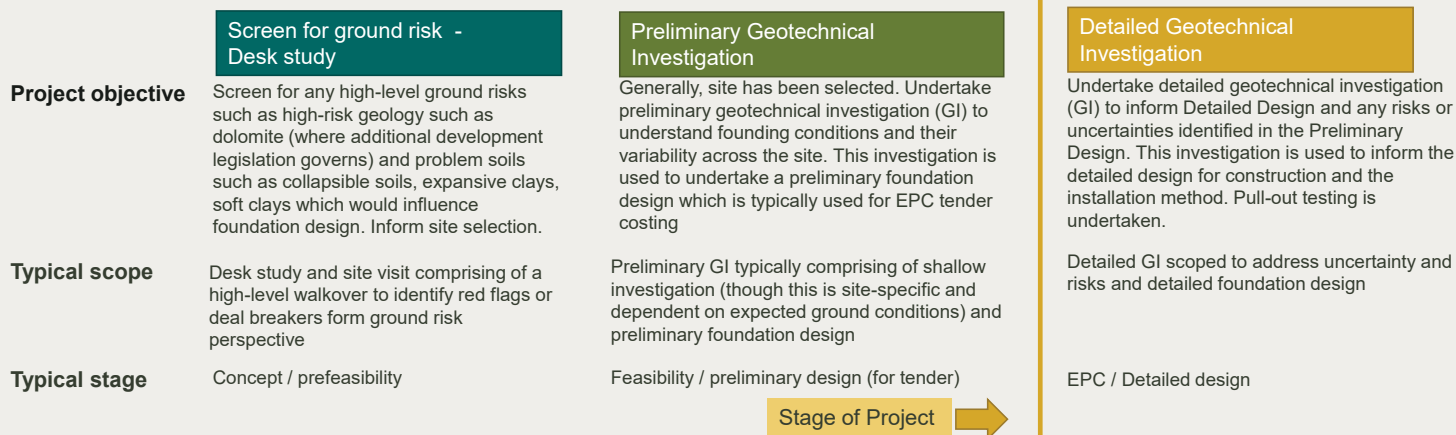 Screen for ground risk -
Desk study
Preliminary Geotechnical
Investigation
Detailed Geotechnical
Investigation
Project objective
Screen for any high-level ground risks
such as high-risk geology such as
dolomite (where additional development
legislation governs) and problem soils
such as collapsible soils, expansive clays,
soft clays which would influence
foundation design. Inform site selection.
Generally, site has been selected. Undertake
preliminary geotechnical investigation (GI) to
understand founding conditions and their
variability across the site. This investigation is
used to undertake a preliminary foundation
design which is typically used for EPC tender
costing
Undertake detailed geotechnical investigation
(GI) to inform Detailed Design and any risks or
uncertainties identified in the Preliminary
Design. This investigation is used to inform the
detailed design for construction and the
installation method. Pull-out testing is
undertaken.
Typical scope
Desk study and site visit comprising of a
high-level walkover to identify red flags or
deal breakers form ground risk
perspective
Preliminary GI typically comprising of shallow
investigation (though this is site-specific and
dependent on expected ground conditions) and
preliminary foundation design
Detailed GI scoped to address uncertainty and
risks and detailed foundation design
Typical stage
Concept / prefeasibility
Feasibility / preliminary design (for tender)
EPC / Detailed design
Stage of Project